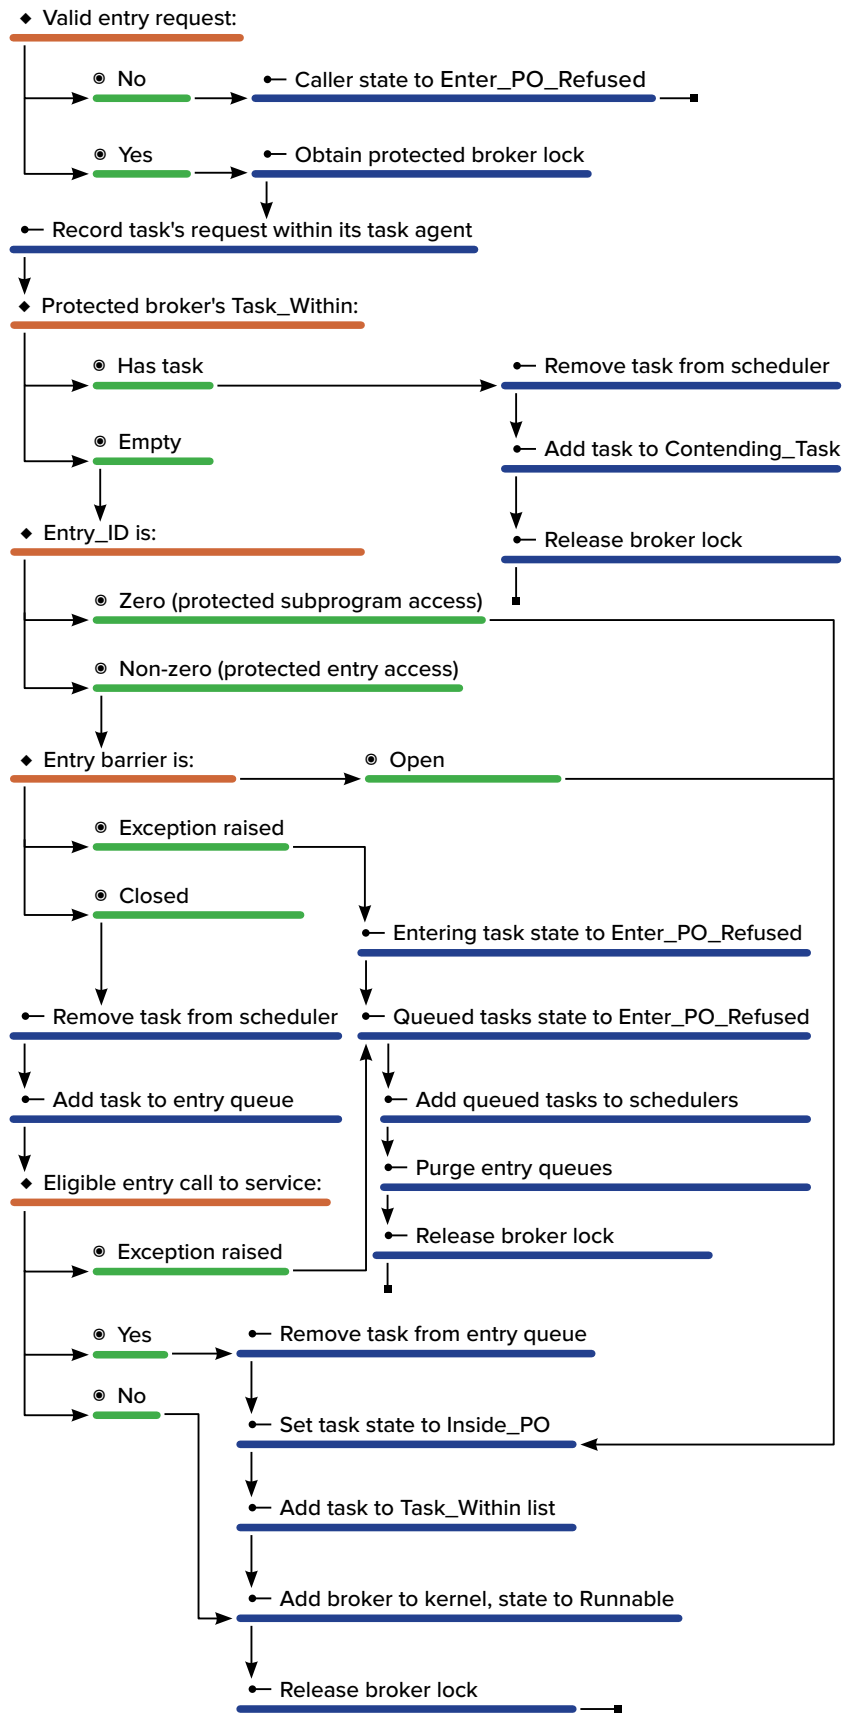 Valid entry request:
No
Caller state to Enter_PO_Refused
Yes
Obtain protected broker lock
Record task's request within its task agent
Protected broker's Task_Within:
Has task
Remove task from scheduler
Empty
Add task to Contending_Task
Entry_ID is:
Release broker lock
Zero (protected subprogram access)
Non-zero (protected entry access)
Entry barrier is:
Open
Exception raised
Closed
Entering task state to Enter_PO_Refused
Remove task from scheduler
Queued tasks state to Enter_PO_Refused
Add task to entry queue
Add queued tasks to schedulers
Purge entry queues
Eligible entry call to service:
Release broker lock
Exception raised
Yes
Remove task from entry queue
No
Set task state to Inside_PO
Add task to Task_Within list
Add broker to kernel, state to Runnable
Release broker lock